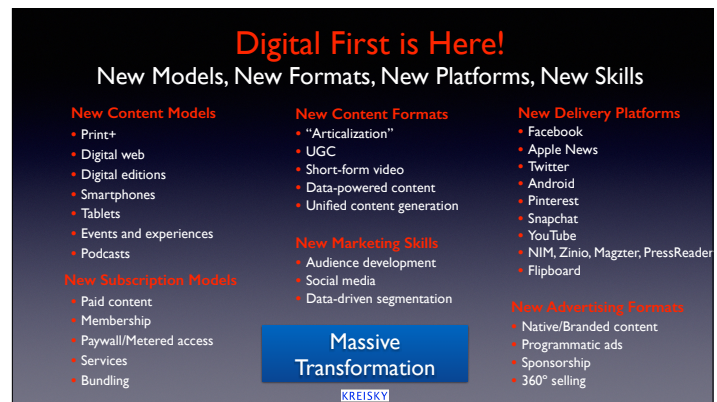 Digital First is Here!
New Models, New Formats, New Platforms, New Skills
New Content Models
• Print+
• Digital web
• Digital editions
• Smartphones
• Tablets
• Events and experiences
• Podcasts
New Subscription Models
• Paid content
• Membership
• Paywall/Metered access
• Services
• Bundling
New Content Formats
• “Articalization”
• UGC
• Short-form video
• Data-powered content
• Unified content generation
New Marketing Skills
• Audience development
• Social media
• Data-driven segmentation
Massive
Transformation
New Delivery Platforms
• Facebook
• Apple News
• Twitter
• Android
• Pinterest
• Snapchat
• YouTube
• NIM, Zinio, Magzter, PressReader
• Flipboard
New Advertising Formats
• Native/Branded content
• Programmatic ads
• Sponsorship
• 360° selling
KREISKY